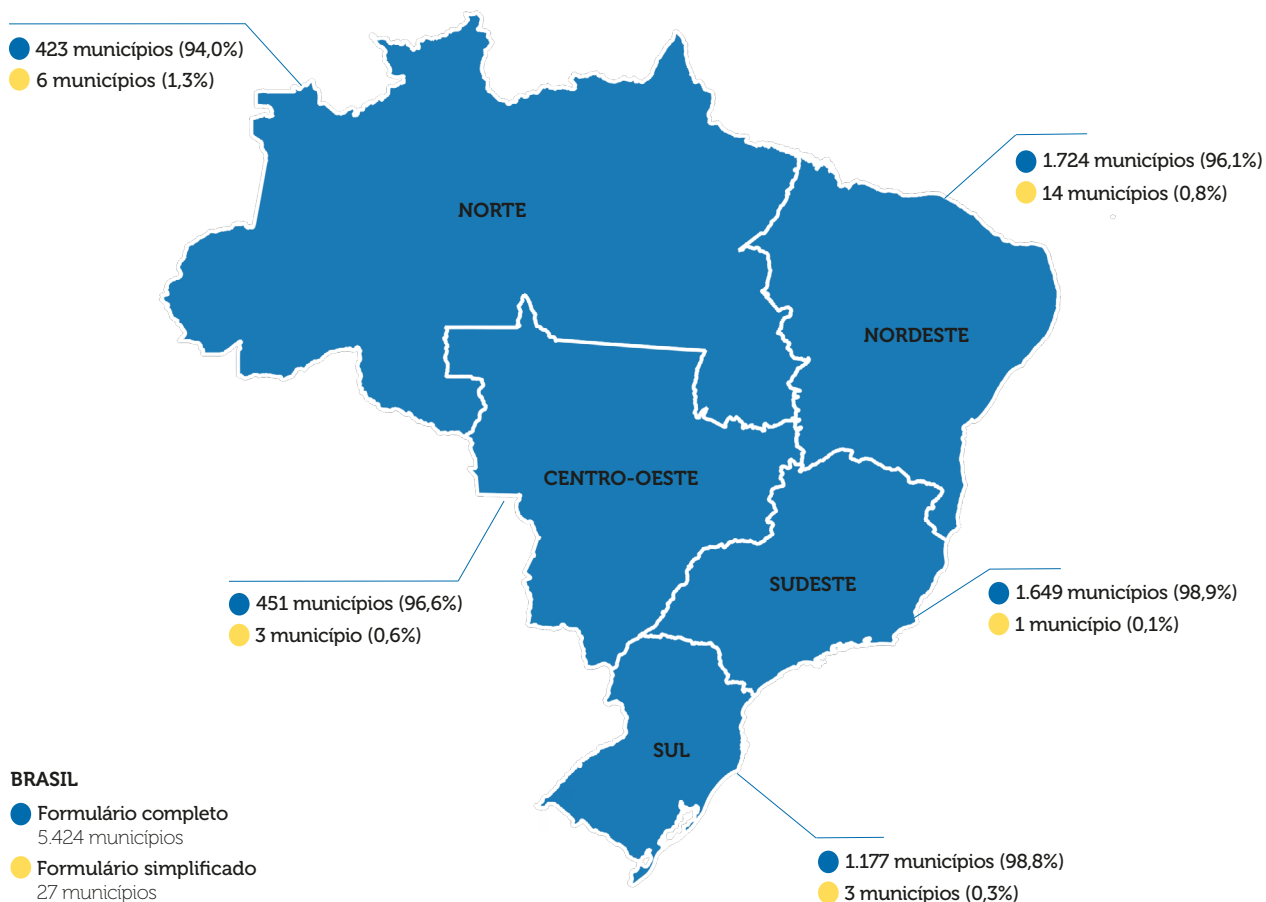 423 municípios (94,0%)
6 municípios (1,3%)
1.724 municípios (96,1%)
14 municípios (0,8%)
NORTE
NORDESTE
CENTRO-OESTE
SUDESTE
451 municípios (96,6%)
3 município (0,6%)
1.649 municípios (98,9%)
1 município (0,1%)
SUL
BRASIL
Formulário completo
5.424 municípios
Formulário simplificado
27 municípios
1.177 municípios (98,8%)
3 municípios (0,3%)